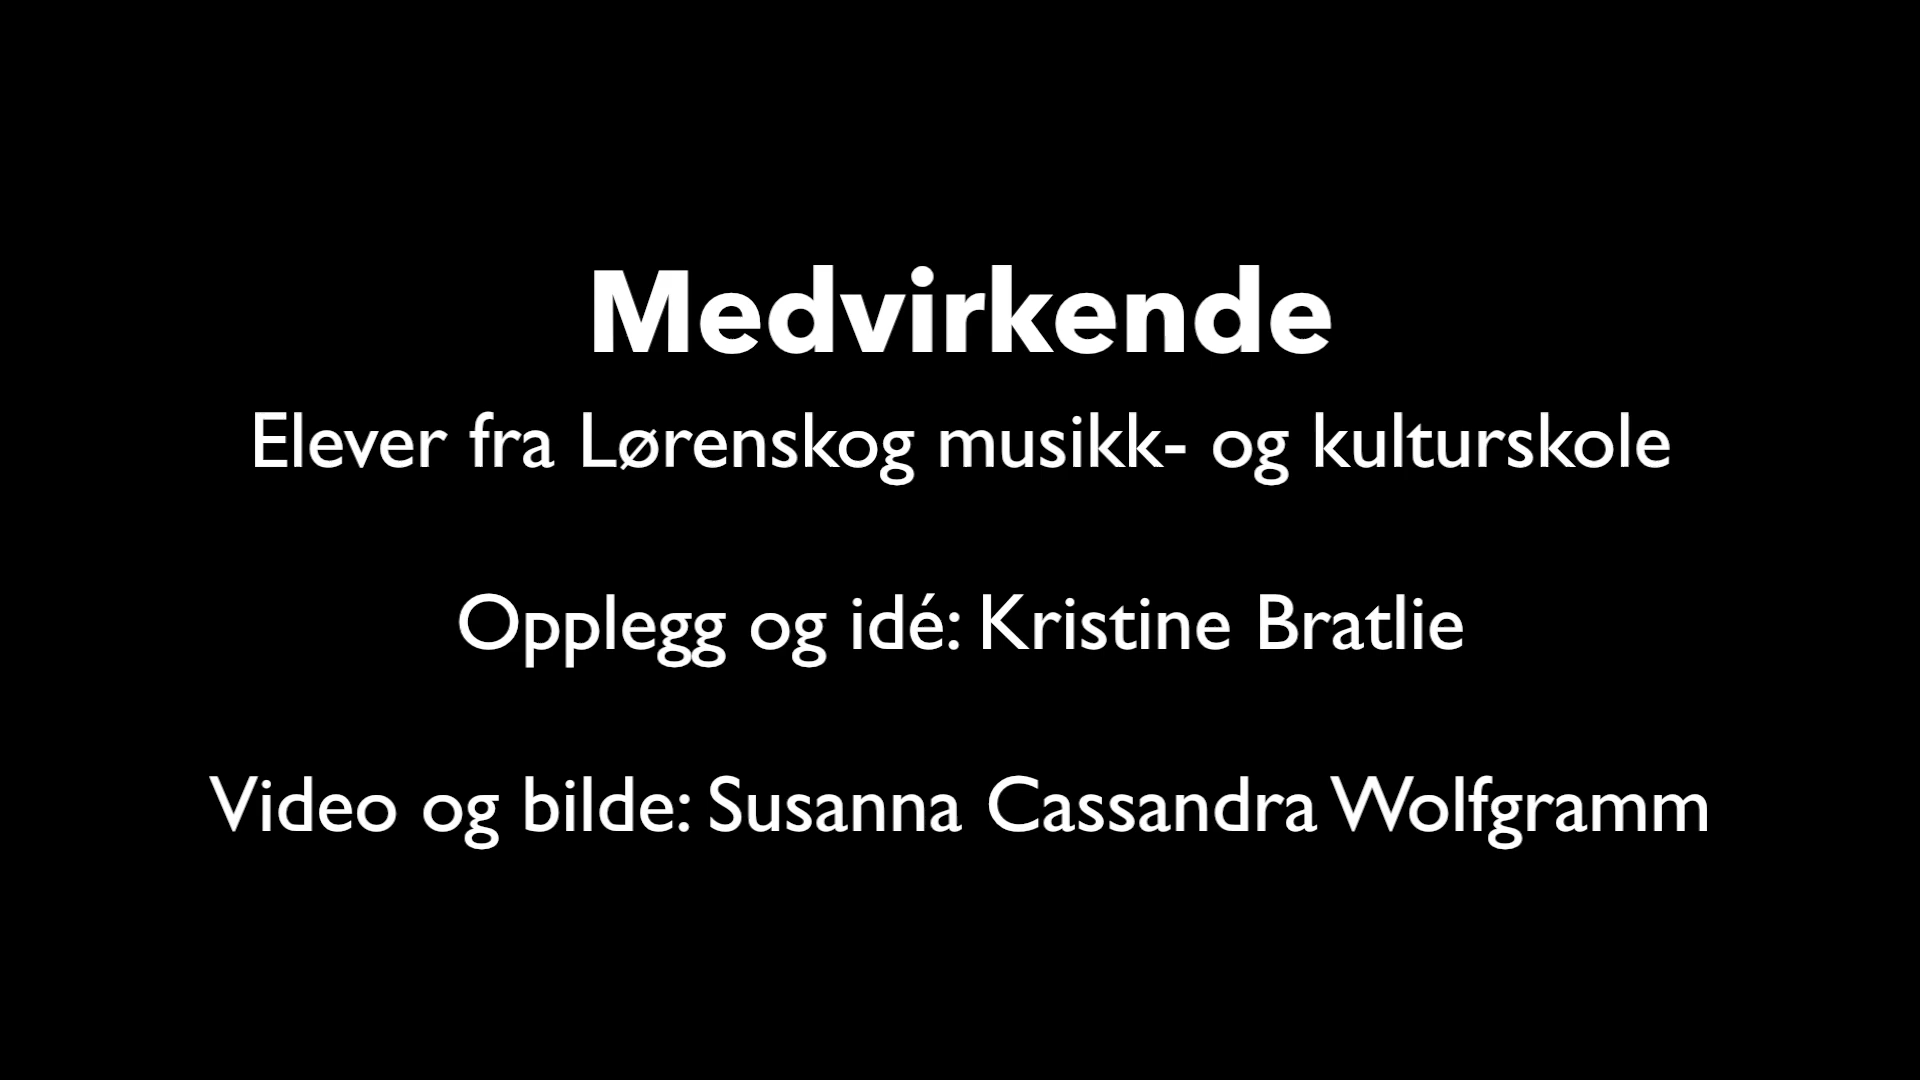 Medvirkende
Elever fra Lørenskog musikk- og kulturskole
Opplegg og idé: Kristine Bratlie
Video og bilde: Susanna Cassandra Wolfgramm